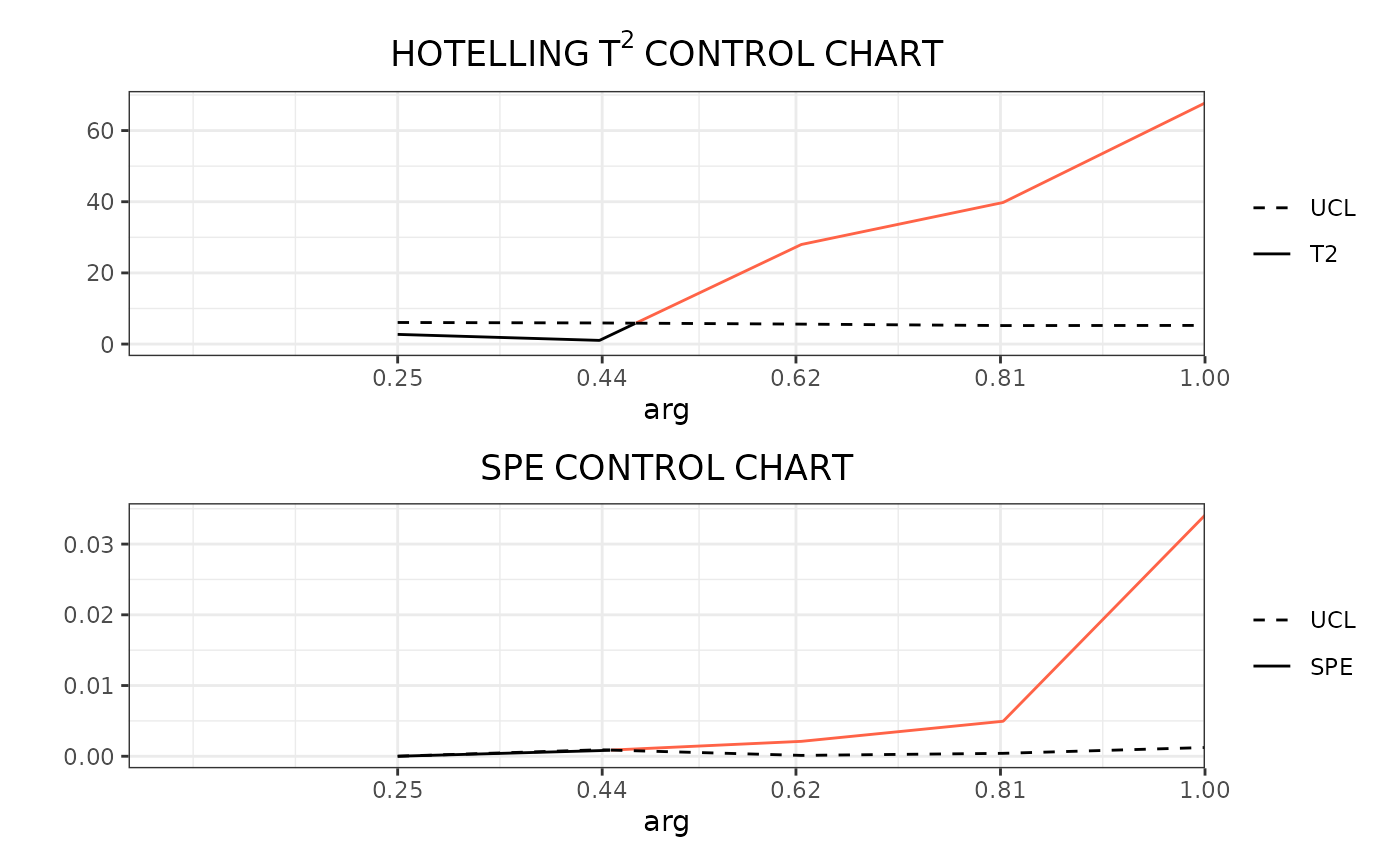 HOTELLING T² CONTROL CHART
60
40
20
0
0.25 0.44 0.62 0.81 1.00
arg
UCL
T2
SPE CONTROL CHART
0.03
0.02
0.01
0.00
0.25 0.44 0.62 0.81 1.00
arg
UCL
SPE